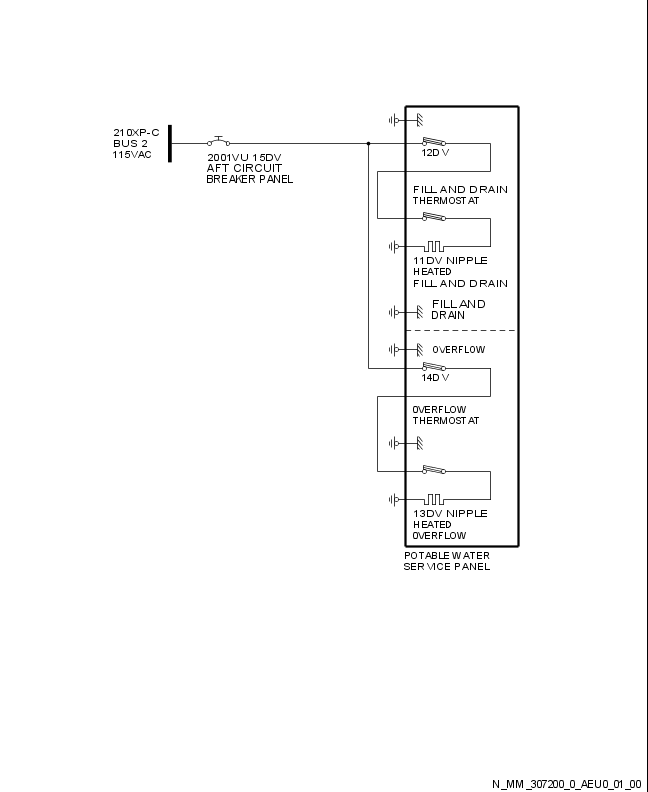 210XP-C
BUS 2
115VAC
2001VU 15DV
AFT CIRCUIT
BREAKER PANEL
12DV
FILL AND DRAIN
THERMOSTAT
11DV NIPPLE
HEATED
FILL AND DRAIN
FILL AND
DRAIN
OVERFLOW
14DV
OVERFLOW
THERMOSTAT
13DV NIPPLE
HEATED
OVERFLOW
POTABLE WATER
SERVICE PANEL
N_MM_307200_0_AEU0_01_00